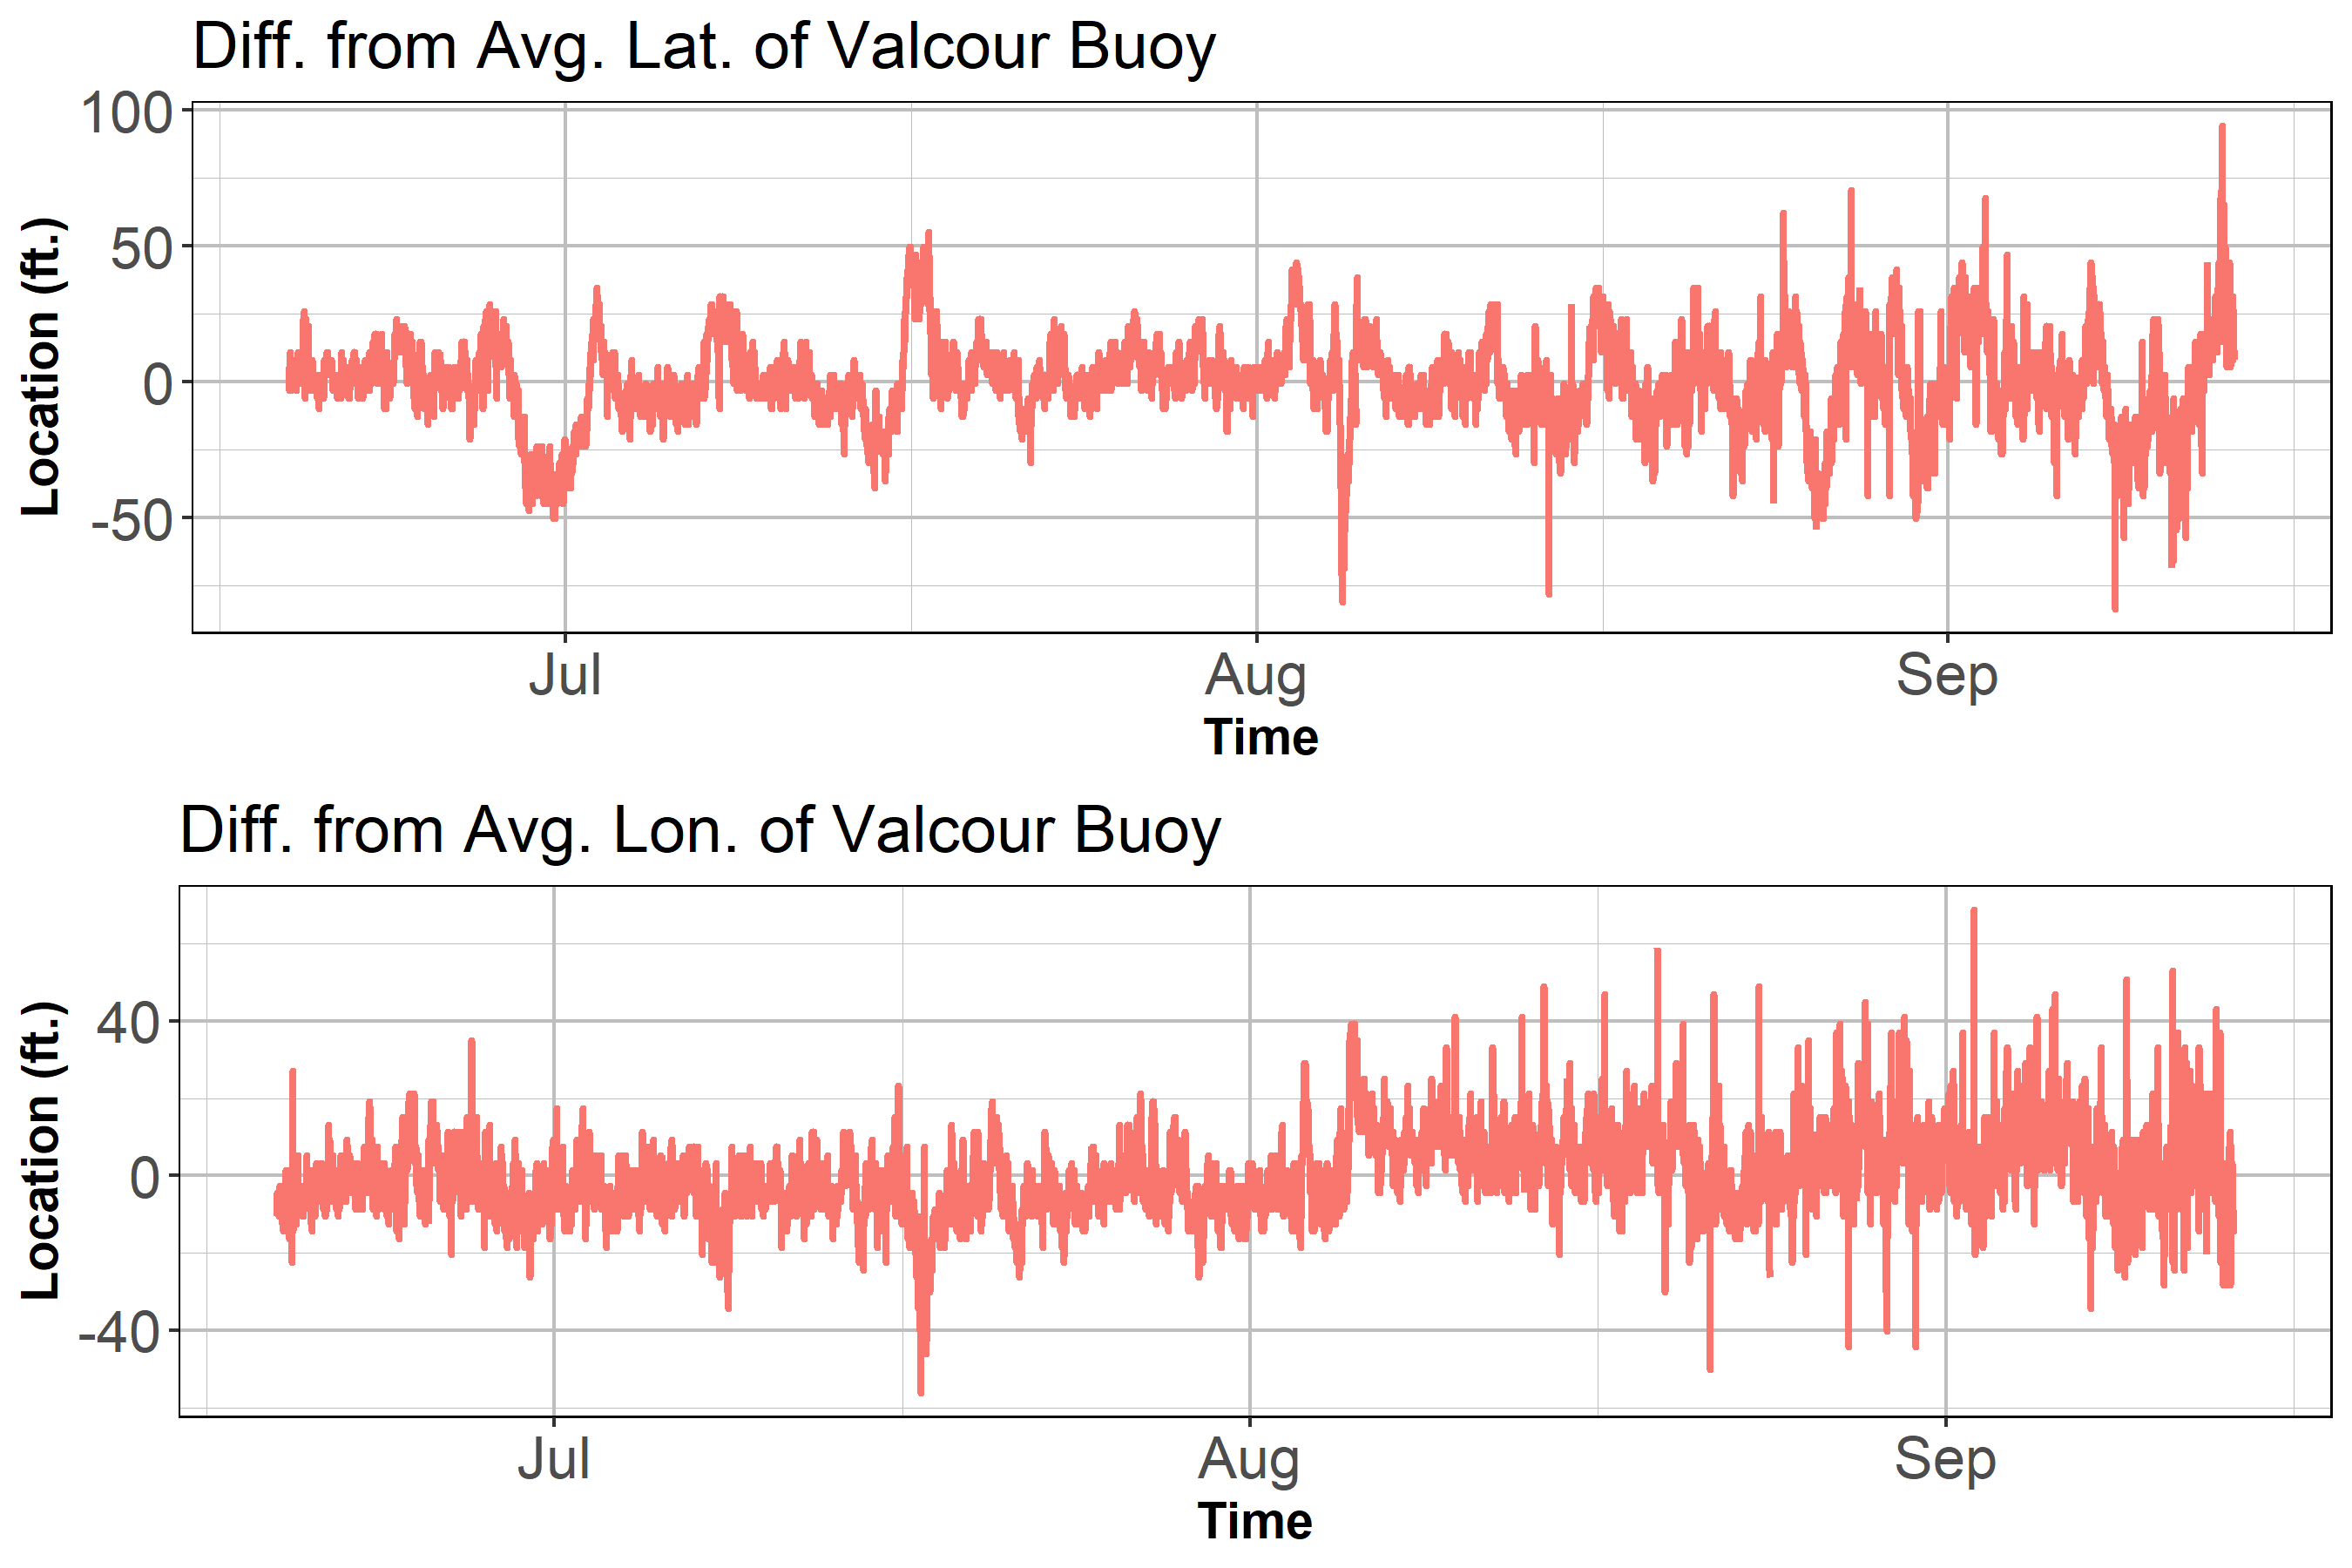 Diff. from Avg. Lat. of Valcour Buoy
Location (ft.)
100
50
0
-50
Jul
Aug
Sep
Time
Diff. from Avg. Lon. of Valcour Buoy
Location (ft.)
40
0
-40
Jul
Aug
Sep
Time